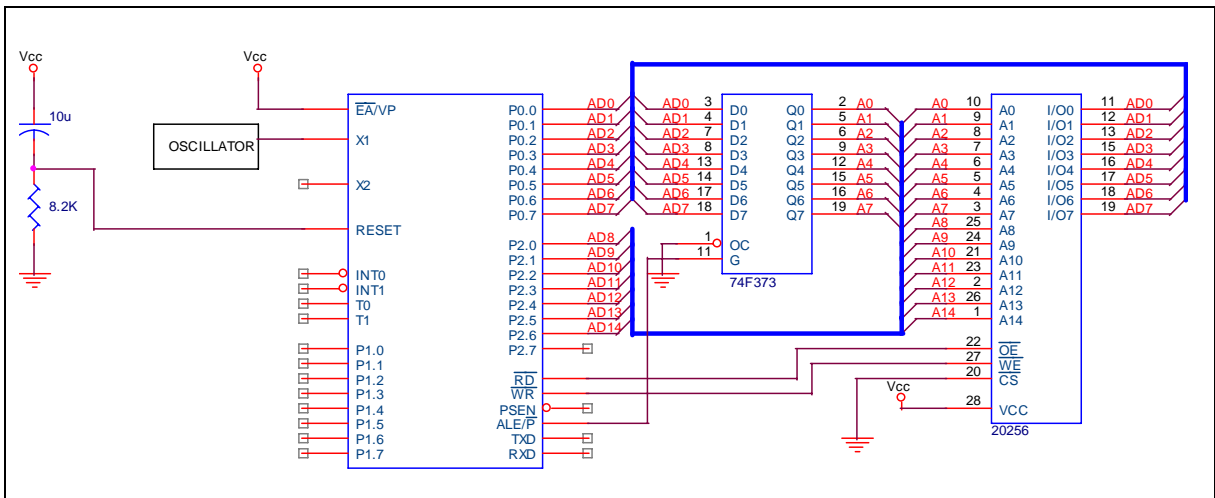 Vcc
10u
8.2K
Vcc
OSCILLATOR
EA/VP
X1
X2
RESET
INT0
INT1
T0
T1
P1.0
P1.1
P1.2
P1.3
P1.4
P1.5
P1.6
P1.7
P0.0 AD0
P0.1 AD1
P0.2 AD2
P0.3 AD3
P0.4 AD4
P0.5 AD5
P0.6 AD6
P0.7 AD7
P2.0 AD8
P2.1 AD9
P2.2 AD10
P2.3 AD11
P2.4 AD12
P2.5 AD13
P2.6 AD14
P2.7
RD
WR
PSEN
ALE/P
TXD
RXD
AD0 3 D0 Q0 2 A0
AD1 4 D1 Q1 5 A1
AD2 7 D2 Q2 6 A2
AD3 8 D3 Q3 9 A3
AD4 13 D4 Q4 12 A4
AD5 14 D5 Q5 15 A5
AD6 17 D6 Q6 16 A6
AD7 18 D7 Q7 19 A7
1 OC
11 G
74F373
A0 10 A0 I/O0 11 AD0
A1 9 A1 I/O1 12 AD1
A2 8 A2 I/O2 13 AD2
A3 7 A3 I/O3 15 AD3
A4 6 A4 I/O4 16 AD4
A5 5 A5 I/O5 17 AD5
A6 4 A6 I/O6 18 AD6
A7 3 A7 I/O7 19 AD7
A8 25 A8
A9 24 A9
A10 21 A10
A11 23 A11
A12 2 A12
A13 26 A13
A14 1 A14
22 OE
27 WE
20 CS
Vcc
28 VCC
20256